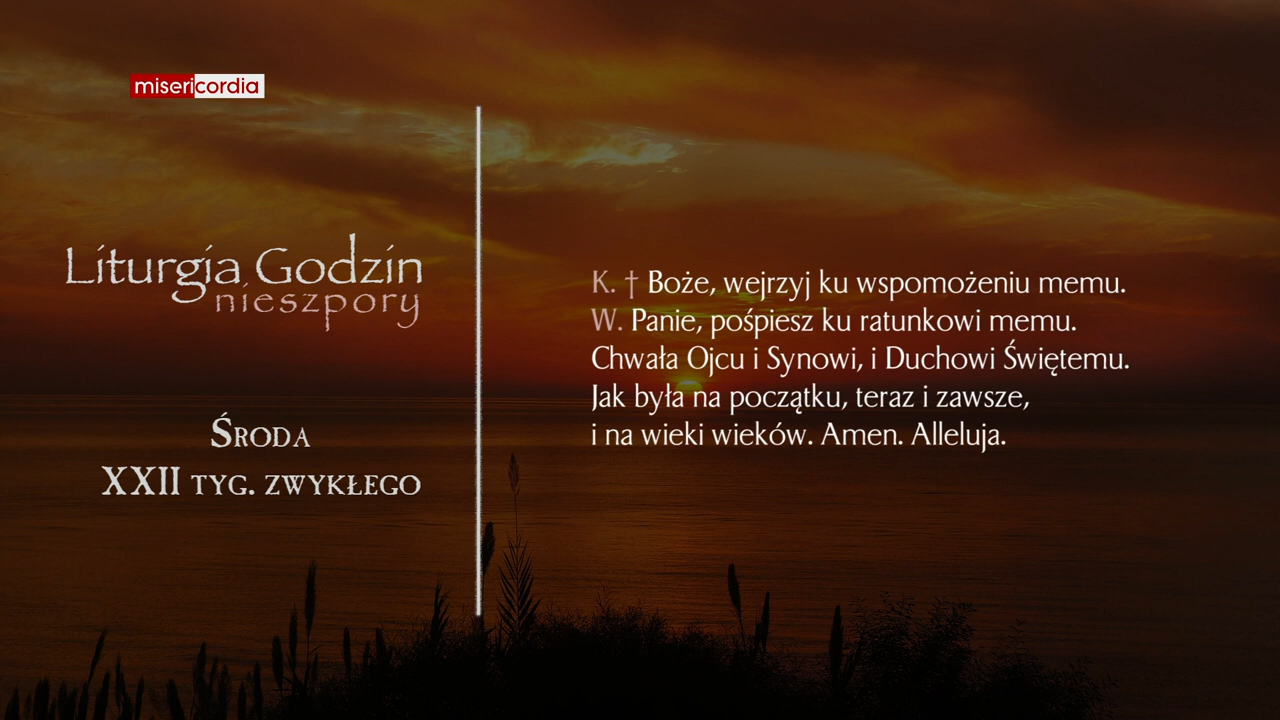 misericordia
Liturgia Godzin
nieszpory
Środa
XXII tyg. zwykłego
K. † Boże, wejrzyj ku wspomożeniu memu.
W. Panie, pośpiesz ku ratunkowi memu.
Chwała Ojcu i Synowi, i Duchowi Świętemu.
Jak była na początku, teraz i zawsze,
i na wieki wieków. Amen. Alleluja.